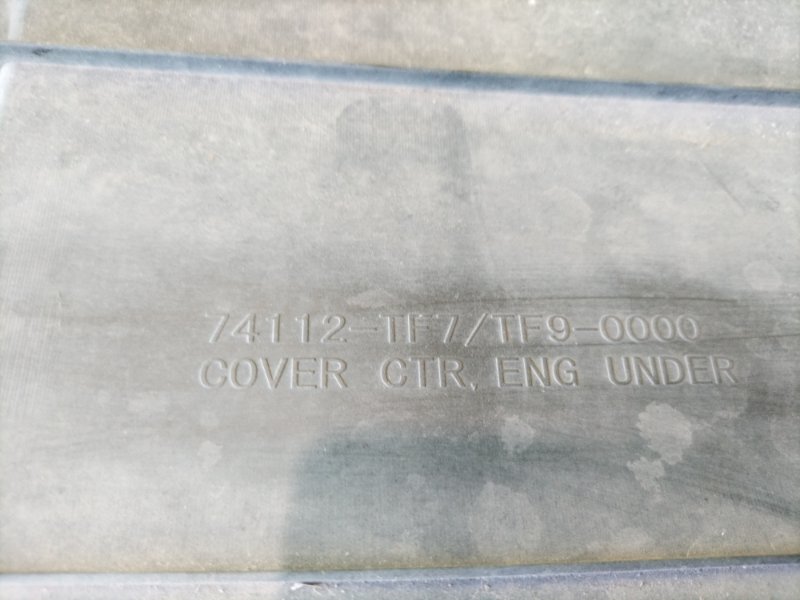 74112-TF7/TF9-0000
COVER CTR, ENG UNDER